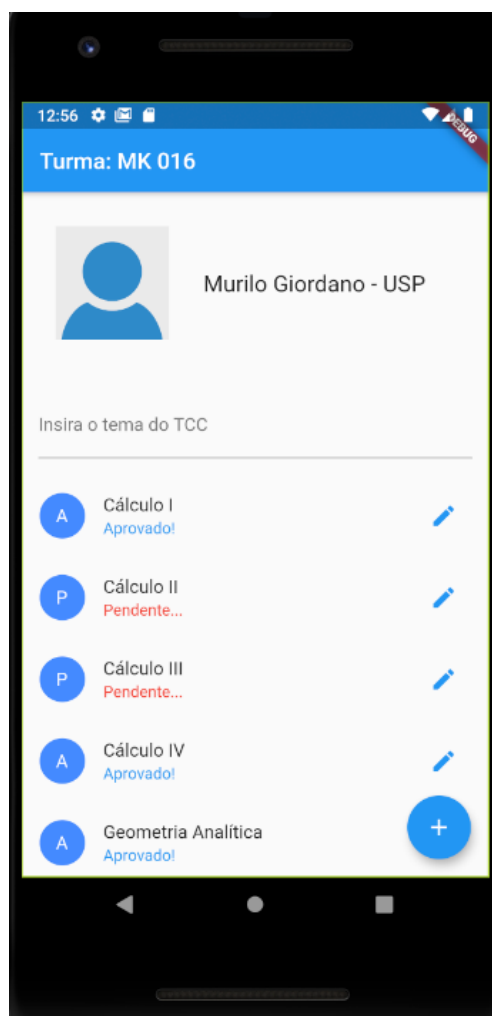 12:56
DEBUG
Turma: MK 016
Murilo Giordano - USP
Insira o tema do TCC
A
Cálculo I
Aprovado!
P
Cálculo II
Pendente...
P
Cálculo III
Pendente...
A
Cálculo IV
Aprovado!
A
Geometria Analítica
Aprovado!
+